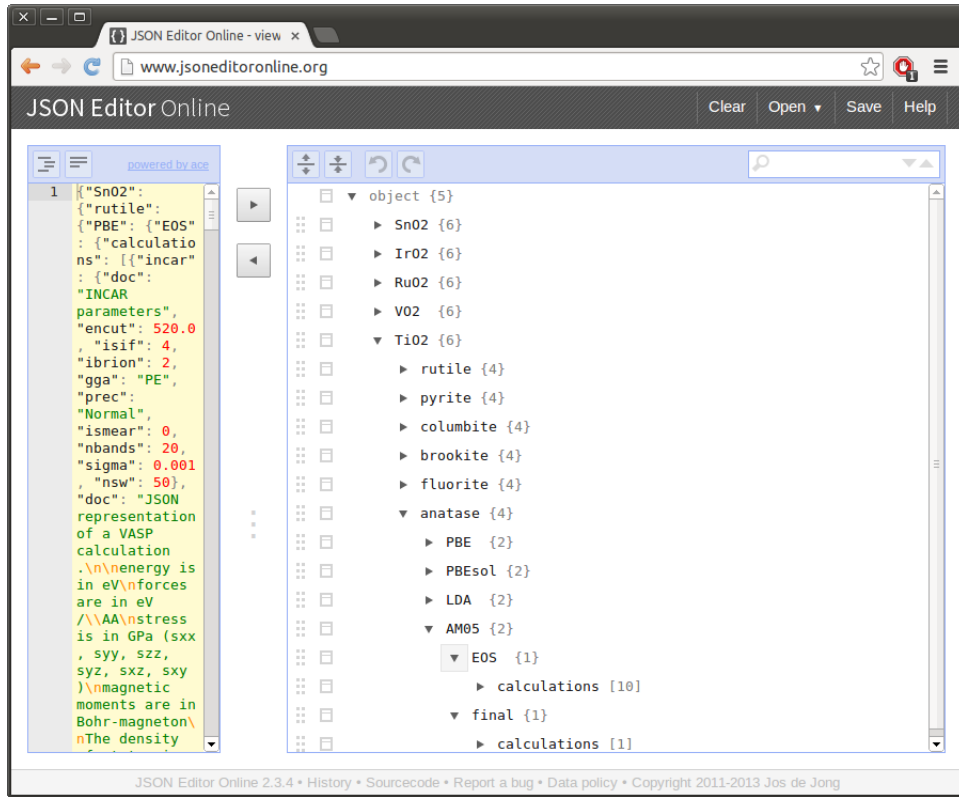 JSON Editor Online - view
www.jsoneditoronline.org
1
JSON Editor Online
Clear Open Save Help
powered by ace
1 {"SnO2":
{"rutile":
{"PBE": {"EOS"
: {"calculatio
ns": [{"incar"
: {"doc":
"INCAR
parameters",
"encut": 520.0
, "isif": 4,
"ibrion": 2,
"gga": "PE",
"prec":
"Normal",
"ismear": 0,
"nbands": 20,
"sigma": 0.001
, "nsw": 50},
"doc": "JSON
representation
of a VASP
calculation
.\n\nenergy is
in eV\nforces
are in eV
/\\AA\nstress
is in GPa (sxx
, syy, szz,
syz, sxz, sxy
)\nmagnetic
moments are in
Bohr-magneton\
nThe density
object {5}
SnO2 {6}
IrO2 {6}
RuO2 {6}
VO2 {6}
TiO2 {6}
rutile {4}
pyrite {4}
columbite {4}
brookite {4}
fluorite {4}
anatase {4}
PBE {2}
PBEsol {2}
LDA {2}
AM05 {2}
EOS {1}
calculations [10]
final {1}
calculations [1]
JSON Editor Online 2.3.4 • History • Sourcecode • Report a bug • Data policy • Copyright 2011-2013 Jos de Jong